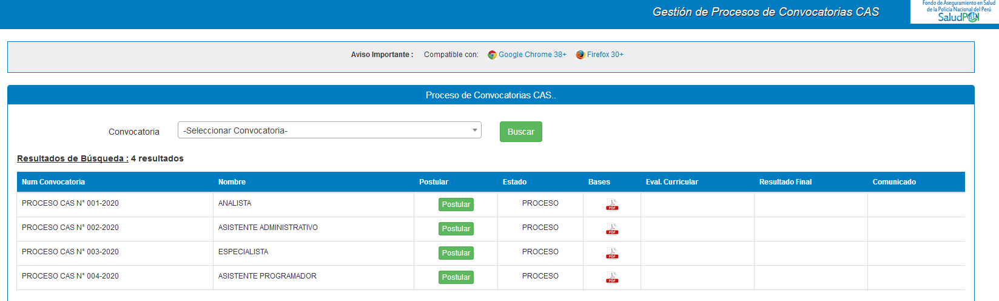 Gestión de Procesos de Convocatorias CAS
Fondo de Aseguramiento en Salud
de la Policía Nacional del Perú
SaludPol
Aviso Importante : Compatible con: Google Chrome 38+ Firefox 30+
Proceso de Convocatorias CAS..
Convocatoria -Seleccionar Convocatoria- Buscar
Resultados de Búsqueda : 4 resultados
Num Convocatoria Nombre Postular Estado Bases Eval. Curricular Resultado Final Comunicado
PROCESO CAS N° 001-2020 ANALISTA Postular PROCESO PDF
PROCESO CAS N° 002-2020 ASISTENTE ADMINISTRATIVO Postular PROCESO PDF
PROCESO CAS N° 003-2020 ESPECIALISTA Postular PROCESO PDF
PROCESO CAS N° 004-2020 ASISTENTE PROGRAMADOR Postular PROCESO PDF